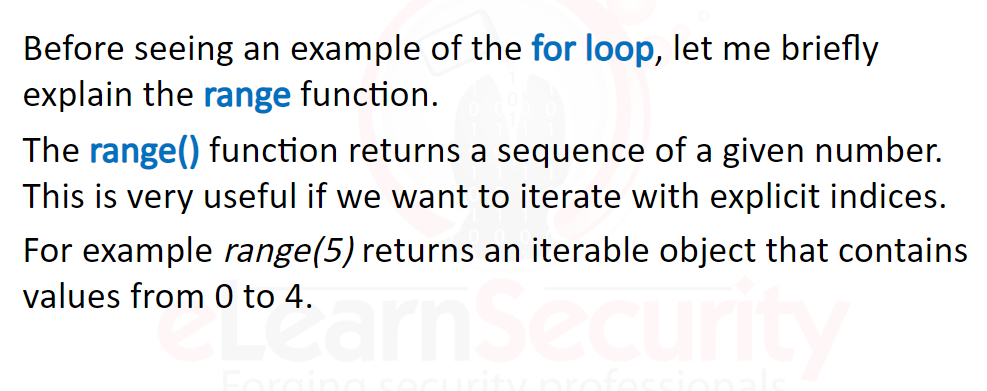 Before seeing an example of the for loop, let me briefly
explain the range function.
The range() function returns a sequence of a given number.
This is very useful if we want to iterate with explicit indices.
For example range(5) returns an iterable object that contains
values from 0 to 4.
eLearnSecurity
Forging security professionals